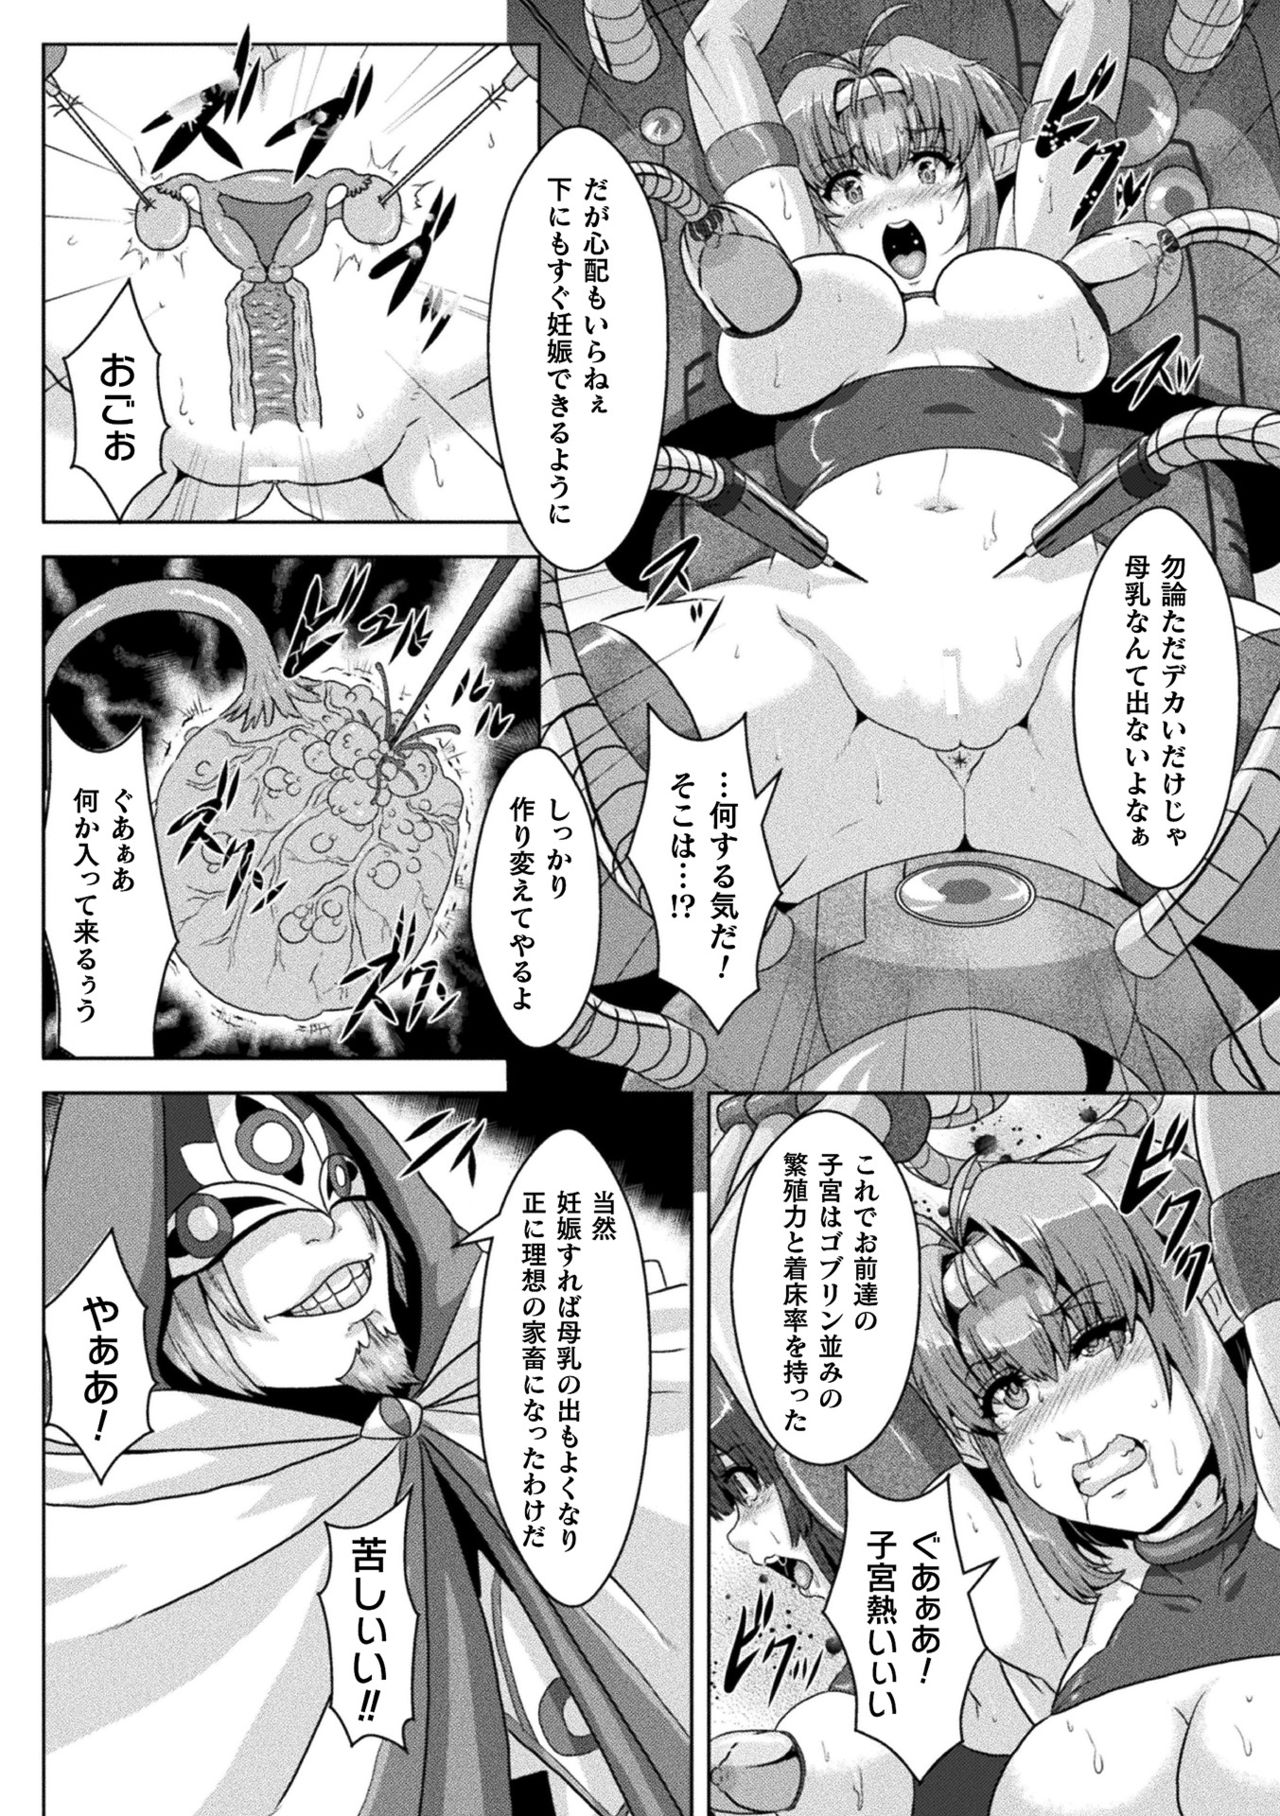 勿論ただデカいだけじゃ
母乳なんて出ないよなぁ
だが心配もいらねぇ
下にもすぐ妊娠できるように
…何する気だ！
そこは…!?
おごぉ
しっかり
作り変えてやるよ
ぐあぁあ
何か入って来るぅう
これでお前達の
子宮はゴブリン並みの
繁殖力と着床率を持った
ぐあぁぁあ！
子宮熱いぃい
当然
妊娠すれば母乳の出もよくなり
正に理想の家畜になったわけだ
やああ！
苦しいぃ!!